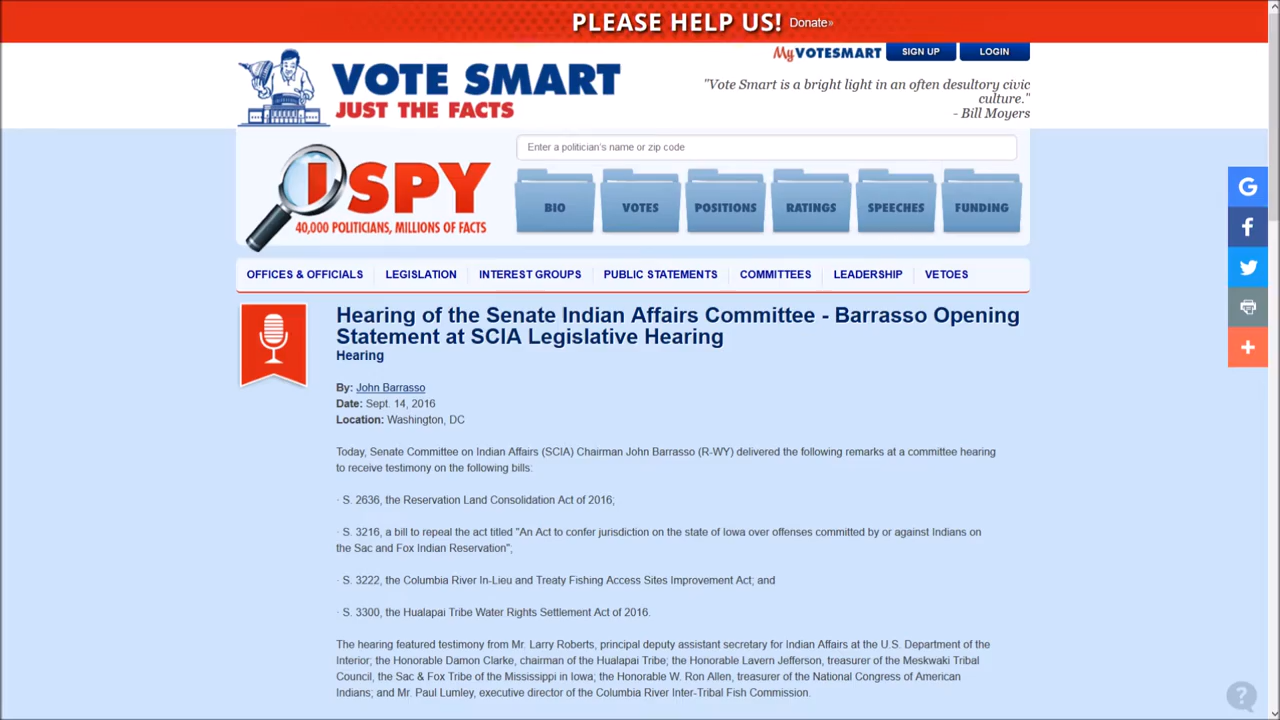 PLEASE HELP US! Donate»
My VOTESMART SIGN UP LOGIN
VOTE SMART
JUST THE FACTS
"Vote Smart is a bright light in an often desultory civic
culture."
- Bill Moyers
Enter a politician's name or zip code
I SPY
40,000 POLITICIANS, MILLIONS OF FACTS
BIO VOTES POSITIONS RATINGS SPEECHES FUNDING
OFFICES & OFFICIALS LEGISLATION INTEREST GROUPS PUBLIC STATEMENTS COMMITTEES LEADERSHIP VETOES
Hearing of the Senate Indian Affairs Committee - Barrasso Opening
Statement at SCIA Legislative Hearing
Hearing
By: John Barrasso
Date: Sept. 14, 2016
Location: Washington, DC
Today, Senate Committee on Indian Affairs (SCIA) Chairman John Barrasso (R-WY) delivered the following remarks at a committee hearing
to receive testimony on the following bills:
· S. 2636, the Reservation Land Consolidation Act of 2016;
· S. 3216, a bill to repeal the act titled "An Act to confer jurisdiction on the state of Iowa over offenses committed by or against Indians on
the Sac and Fox Indian Reservation";
· S. 3222, the Columbia River In-Lieu and Treaty Fishing Access Sites Improvement Act; and
· S. 3300, the Hualapai Tribe Water Rights Settlement Act of 2016.
The hearing featured testimony from Mr. Larry Roberts, principal deputy assistant secretary for Indian Affairs at the U.S. Department of the
Interior; the Honorable Damon Clarke, chairman of the Hualapai Tribe; the Honorable Lavern Jefferson, treasurer of the Meskwaki Tribal
Council, the Sac & Fox Tribe of the Mississippi in Iowa; the Honorable W. Ron Allen, treasurer of the National Congress of American
Indians; and Mr. Paul Lumley, executive director of the Columbia River Inter-Tribal Fish Commission.